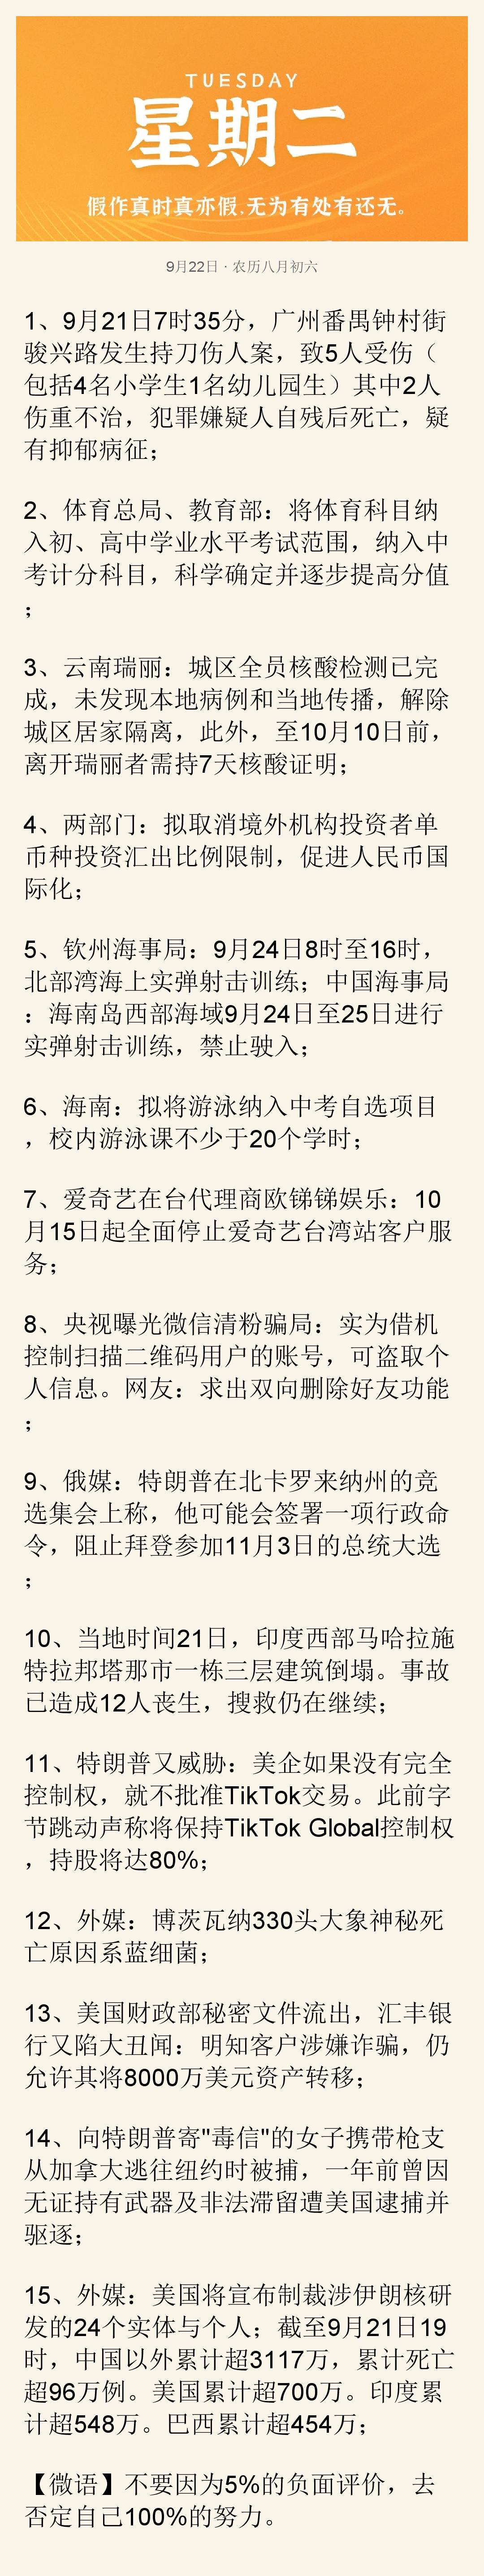 TUESDAY
星期二
假作真时真亦假,无为有处有还无。
9月22日 · 农历八月初六
1、9月21日7时35分，广州番禺钟村街
骏兴路发生持刀伤人案，致5人受伤（
包括4名小学生1名幼儿园生）其中2人
伤重不治，犯罪嫌疑人自残后死亡，疑
有抑郁病征；
2、体育总局、教育部：将体育科目纳
入初、高中学业水平考试范围，纳入中
考计分科目，科学确定并逐步提高分值
；
3、云南瑞丽：城区全员核酸检测已完
成，未发现本地病例和当地传播，解除
城区居家隔离，此外，至10月10日前，
离开瑞丽者需持7天核酸证明；
4、两部门：拟取消境外机构投资者单
币种投资汇出比例限制，促进人民币国
际化；
5、钦州海事局：9月24日8时至16时，
北部湾海上实弹射击训练；中国海事局
：海南岛西部海域9月24日至25日进行
实弹射击训练，禁止驶入；
6、海南：拟将游泳纳入中考自选项目
，校内游泳课不少于20个学时；
7、爱奇艺在台代理商欧锑锑娱乐：10
月15日起全面停止爱奇艺台湾站客户服
务；
8、央视曝光微信清粉骗局：实为借机
控制扫描二维码用户的账号，可盗取个
人信息。网友：求出双向删除好友功能
；
9、俄媒：特朗普在北卡罗来纳州的竞
选集会上称，他可能会签署一项行政命
令，阻止拜登参加11月3日的总统大选
；
10、当地时间21日，印度西部马哈拉施
特拉邦塔那市一栋三层建筑倒塌。事故
已造成12人丧生，搜救仍在继续；
11、特朗普又威胁：美企如果没有完全
控制权，就不批准TikTok交易。此前字
节跳动声称将保持TikTok Global控制权
，持股将达80%；
12、外媒：博茨瓦纳330头大象神秘死
亡原因系蓝细菌；
13、美国财政部秘密文件流出，汇丰银
行又陷大丑闻：明知客户涉嫌诈骗，仍
允许其将8000万美元资产转移；
14、向特朗普寄"毒信"的女子携带枪支
从加拿大逃往纽约时被捕，一年前曾因
无证持有武器及非法滞留遭美国逮捕并
驱逐；
15、外媒：美国将宣布制裁涉伊朗核研
发的24个实体与个人；截至9月21日19
时，中国以外累计超3117万，累计死亡
超96万例。美国累计超700万。印度累
计超548万。巴西累计超454万；
【微语】不要因为5%的负面评价，去
否定自己100%的努力。